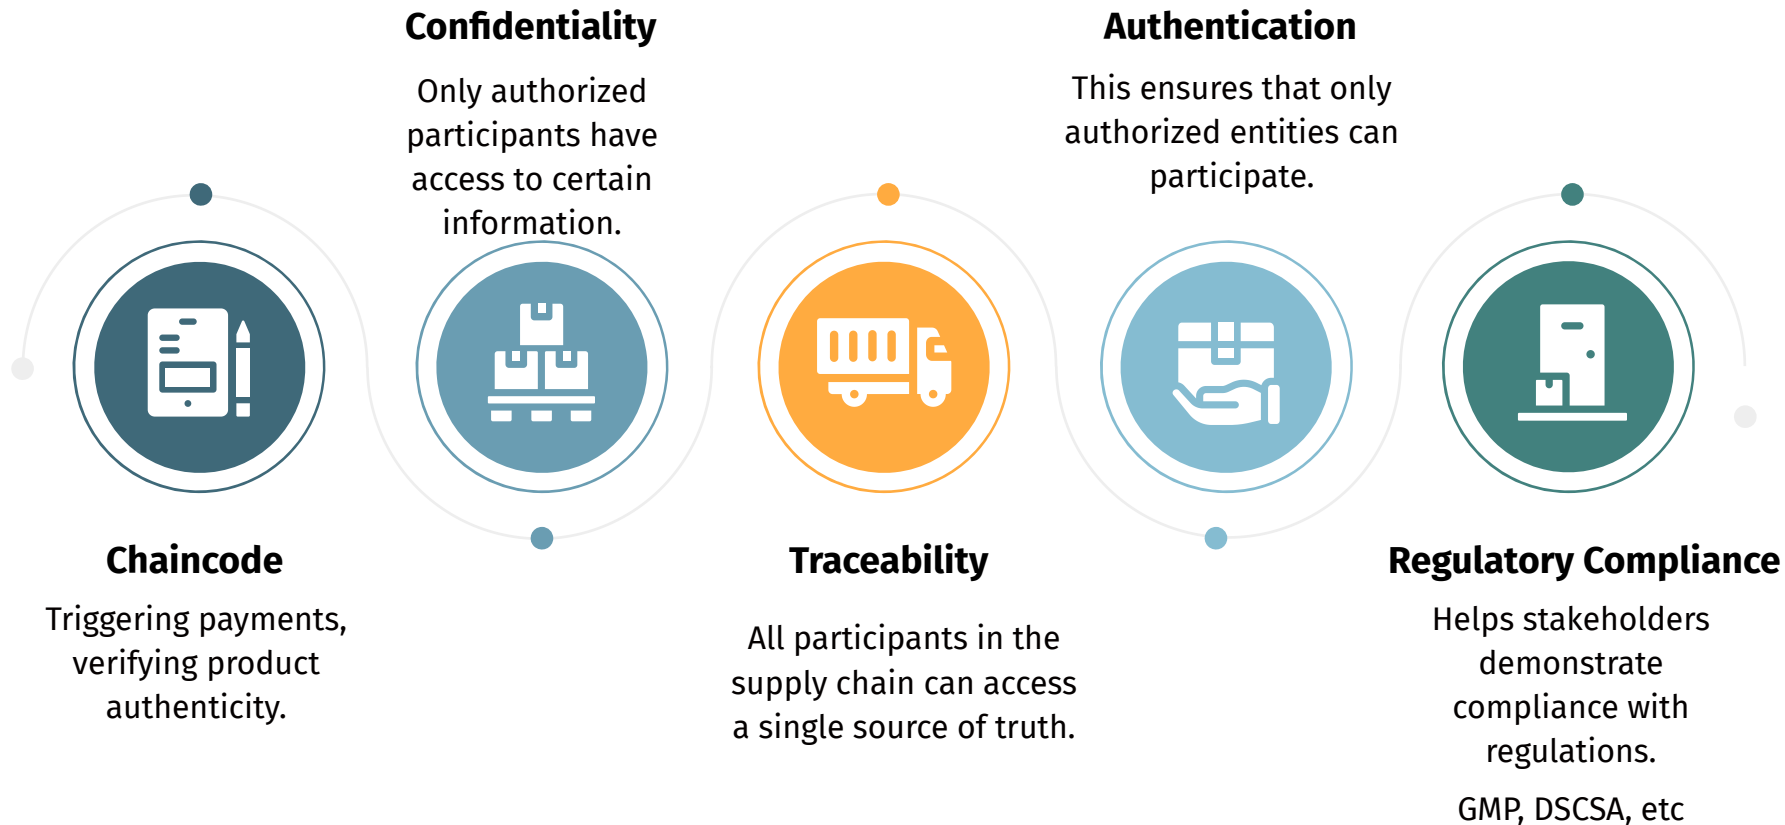 Confidentiality
Only authorized
participants have
access to certain
information.
Authentication
This ensures that only
authorized entities can
participate.
Chaincode
Triggering payments,
verifying product
authenticity.
Traceability
All participants in the
supply chain can access
a single source of truth.
Regulatory Compliance
Helps stakeholders
demonstrate
compliance with
regulations.
GMP, DSCSA, etc